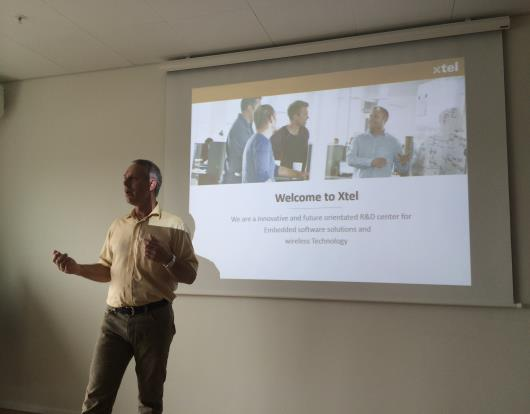 xtel
Welcome to Xtel
We are a Innovative and future orientated R&D center for
Embedded software solutions and
wireless Technology